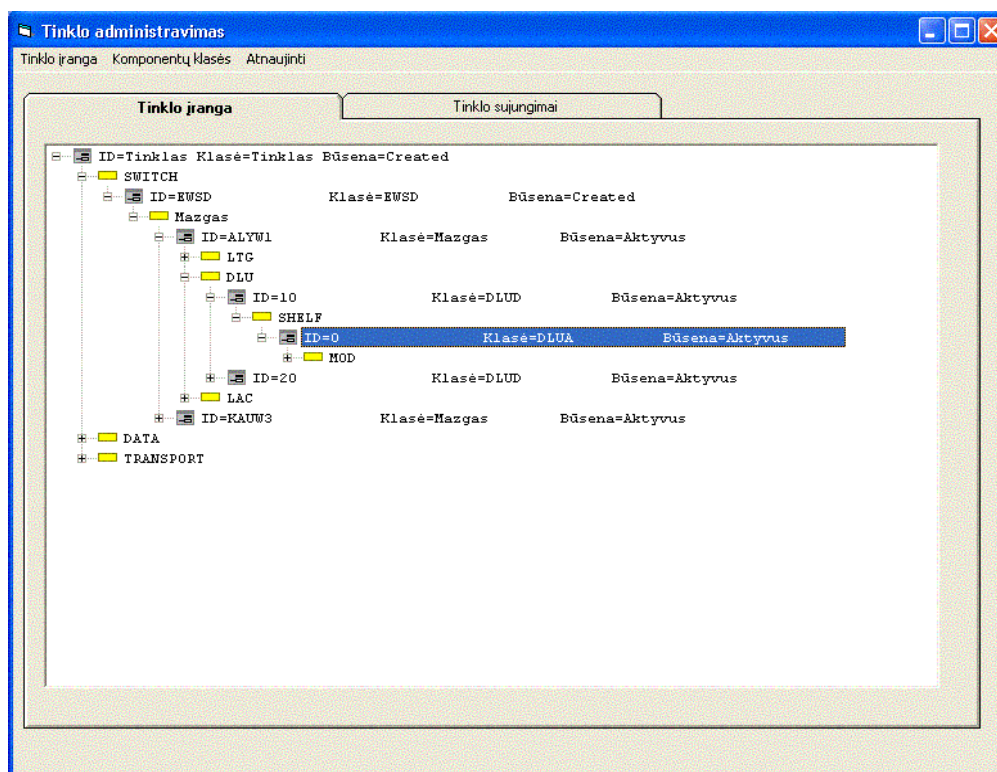 Tinklo administravimas
Tinklo įranga Komponentų klasės Atnaujinti
Tinklo įranga Tinklo sujungimai
ID=Tinklas Klasė=Tinklas Būsena=Created
SWITCH
ID=EWSD Klasė=EWSD Būsena=Created
Mazgas
ID=ALYW1 Klasė=Mazgas Būsena=Aktyvus
LTG
DLU
ID=10 Klasė=DLUD Būsena=Aktyvus
SHELF
ID=0 Klasė=DLUA Būsena=Aktyvus
MOD
ID=20 Klasė=DLUD Būsena=Aktyvus
LAC
ID=KAUW3 Klasė=Mazgas Būsena=Aktyvus
DATA
TRANSPORT